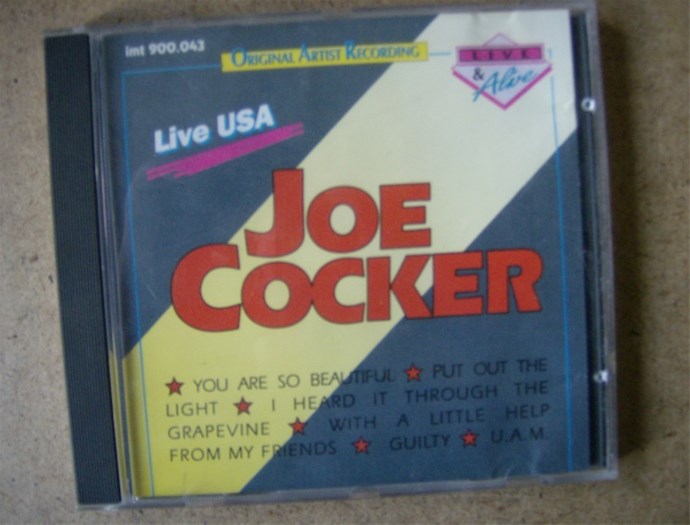 imt 900.043
ORIGINAL ARTIST RECORDING
LIVE
& Alive
Live USA
JOE
COCKER
YOU ARE SO BEAUTIFUL ★ PUT OUT THE
LIGHT ★ I HEARD IT THROUGH THE
GRAPEVINE ★ WITH A LITTLE HELP
FROM MY FRIENDS ★ GUILTY ★ U.A.M.